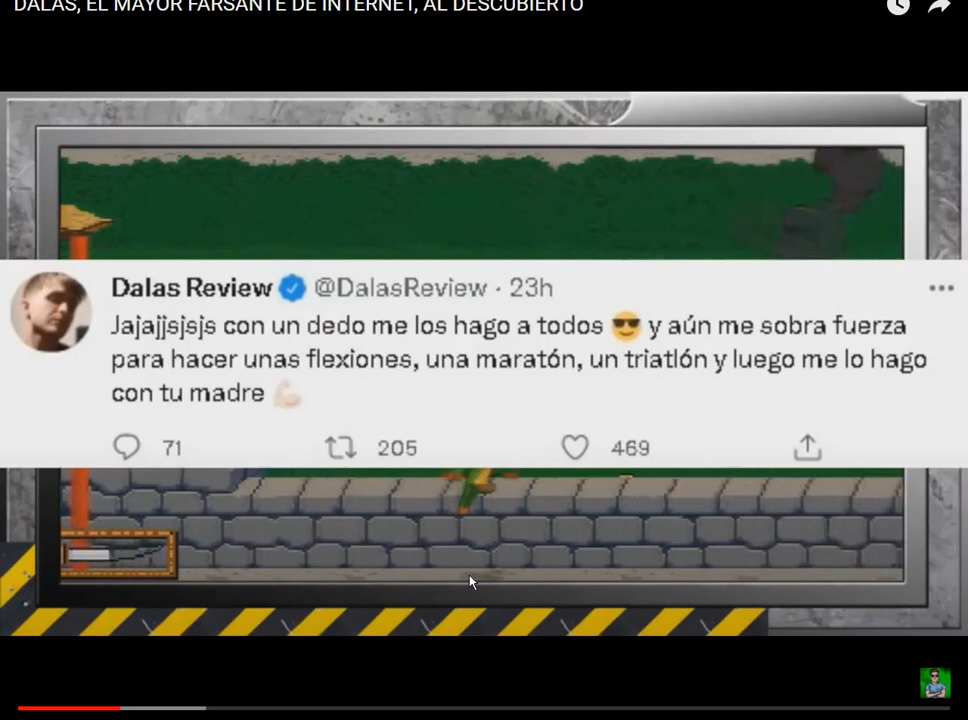 DALAS, EL MAYOR FARSANTE DE INTERNET, AL DESCUBIERTO
Dalas Review @DalasReview · 23h
Jajajjsjsjs con un dedo me los hago a todos 😎 y aún me sobra fuerza
para hacer unas flexiones, una maratón, un triatlón y luego me lo hago
con tu madre 💪🏻
71 205 469